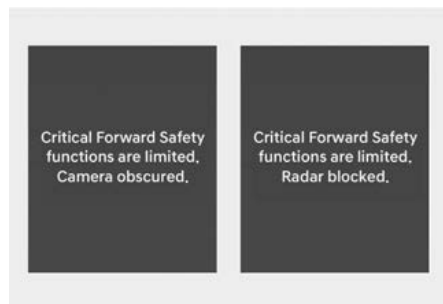 Critical Forward Safety
functions are limited.
Camera obscured.
Critical Forward Safety
functions are limited.
Radar blocked.